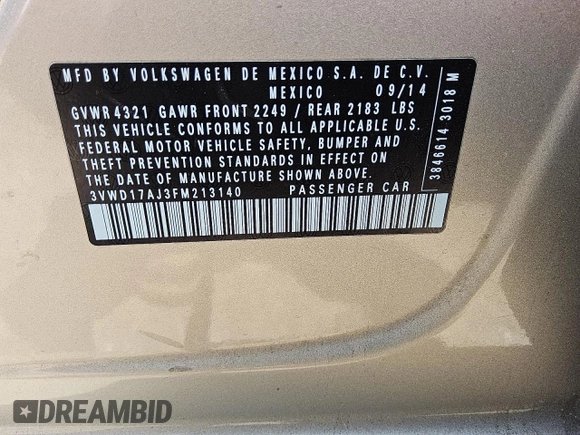 MFD BY VOLKSWAGEN DE MEXICO S.A. DE C.V.
MEXICO 09/14
GVWR 4321 GAWR FRONT 2249 / REAR 2183 LBS
THIS VEHICLE CONFORMS TO ALL APPLICABLE U.S.
FEDERAL MOTOR VEHICLE SAFETY, BUMPER AND
THEFT PREVENTION STANDARDS IN EFFECT ON
THE DATE OF MANUFACTURE SHOWN ABOVE.
3VWD17AJ3FM213140 PASSENGER CAR
3846614 3018 M
DREAMBID